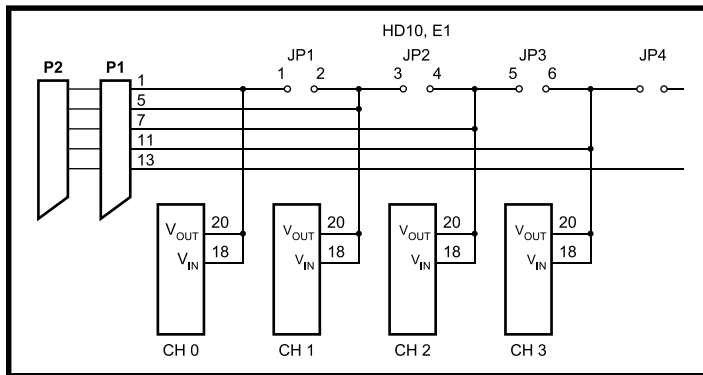 HD10, E1
P2 P1 JP1 JP2 JP3 JP4
1 1 2 3 4 5 6
5
7
11
13
20 20 20 20
VOUT VOUT VOUT VOUT
18 18 18 18
VIN VIN VIN VIN
CH 0 CH 1 CH 2 CH 3